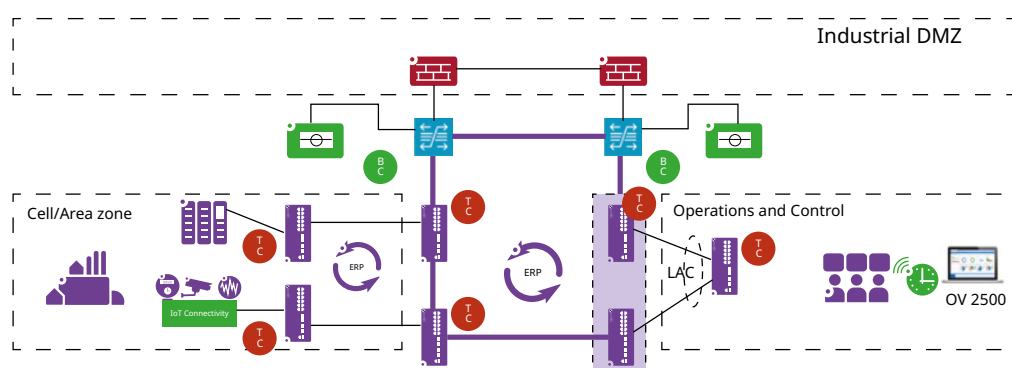 Industrial DMZ
B
C
B
C
Cell/Area zone
T
C
T
C
Operations and Control
T
C
T
C
ERP
ERP
LAC
OV 2500
IoT Connectivity
T
C
T
C